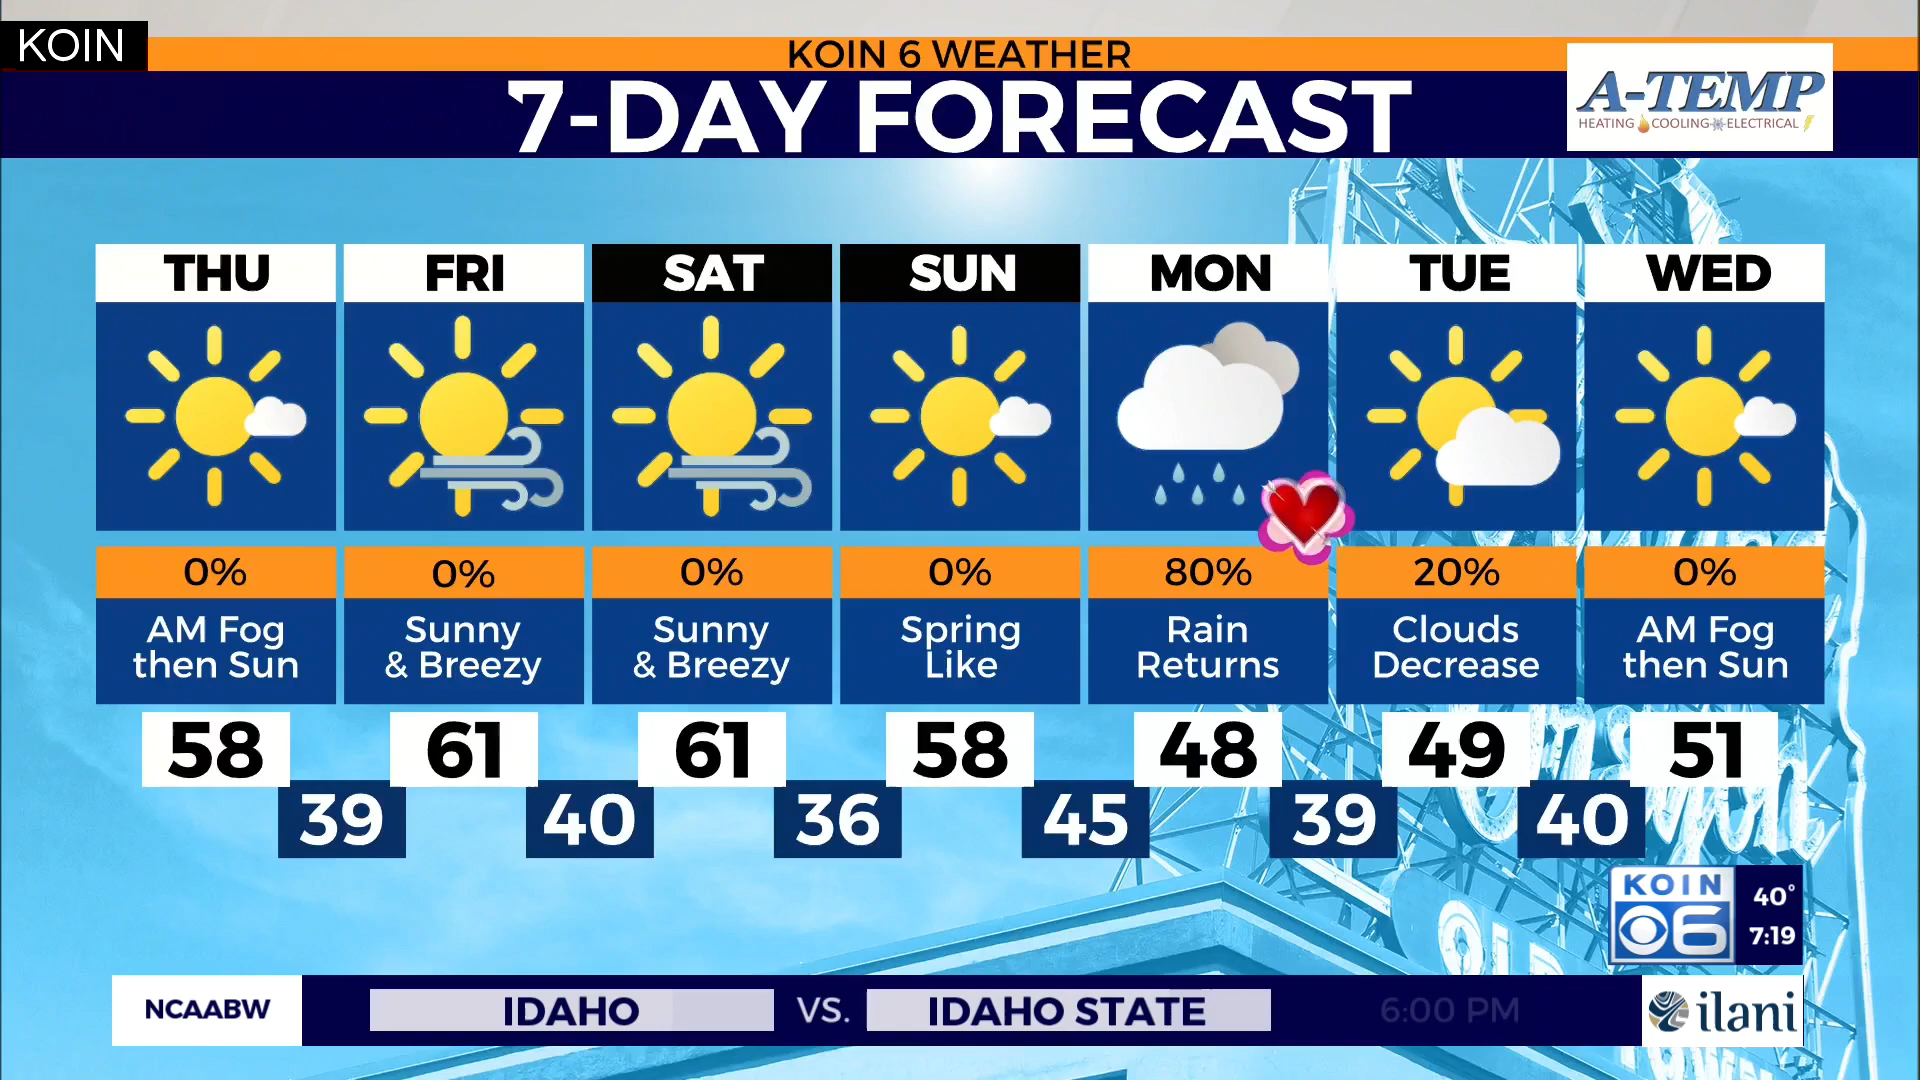 KOIN
KOIN 6 WEATHER
7-DAY FORECAST
A-TEMP
HEATING COOLING ELECTRICAL
THU FRI SAT SUN MON TUE WED
0% 0% 0% 0% 80% 20% 0%
AM Fog
then Sun
Sunny
& Breezy
Sunny
& Breezy
Spring
Like
Rain
Returns
Clouds
Decrease
AM Fog
then Sun
58 61 61 58 48 49 51
39 40 36 45 39 40
KOIN
6
40°
7:19
NCAABW
IDAHO VS. IDAHO STATE 6:00 PM
ilani